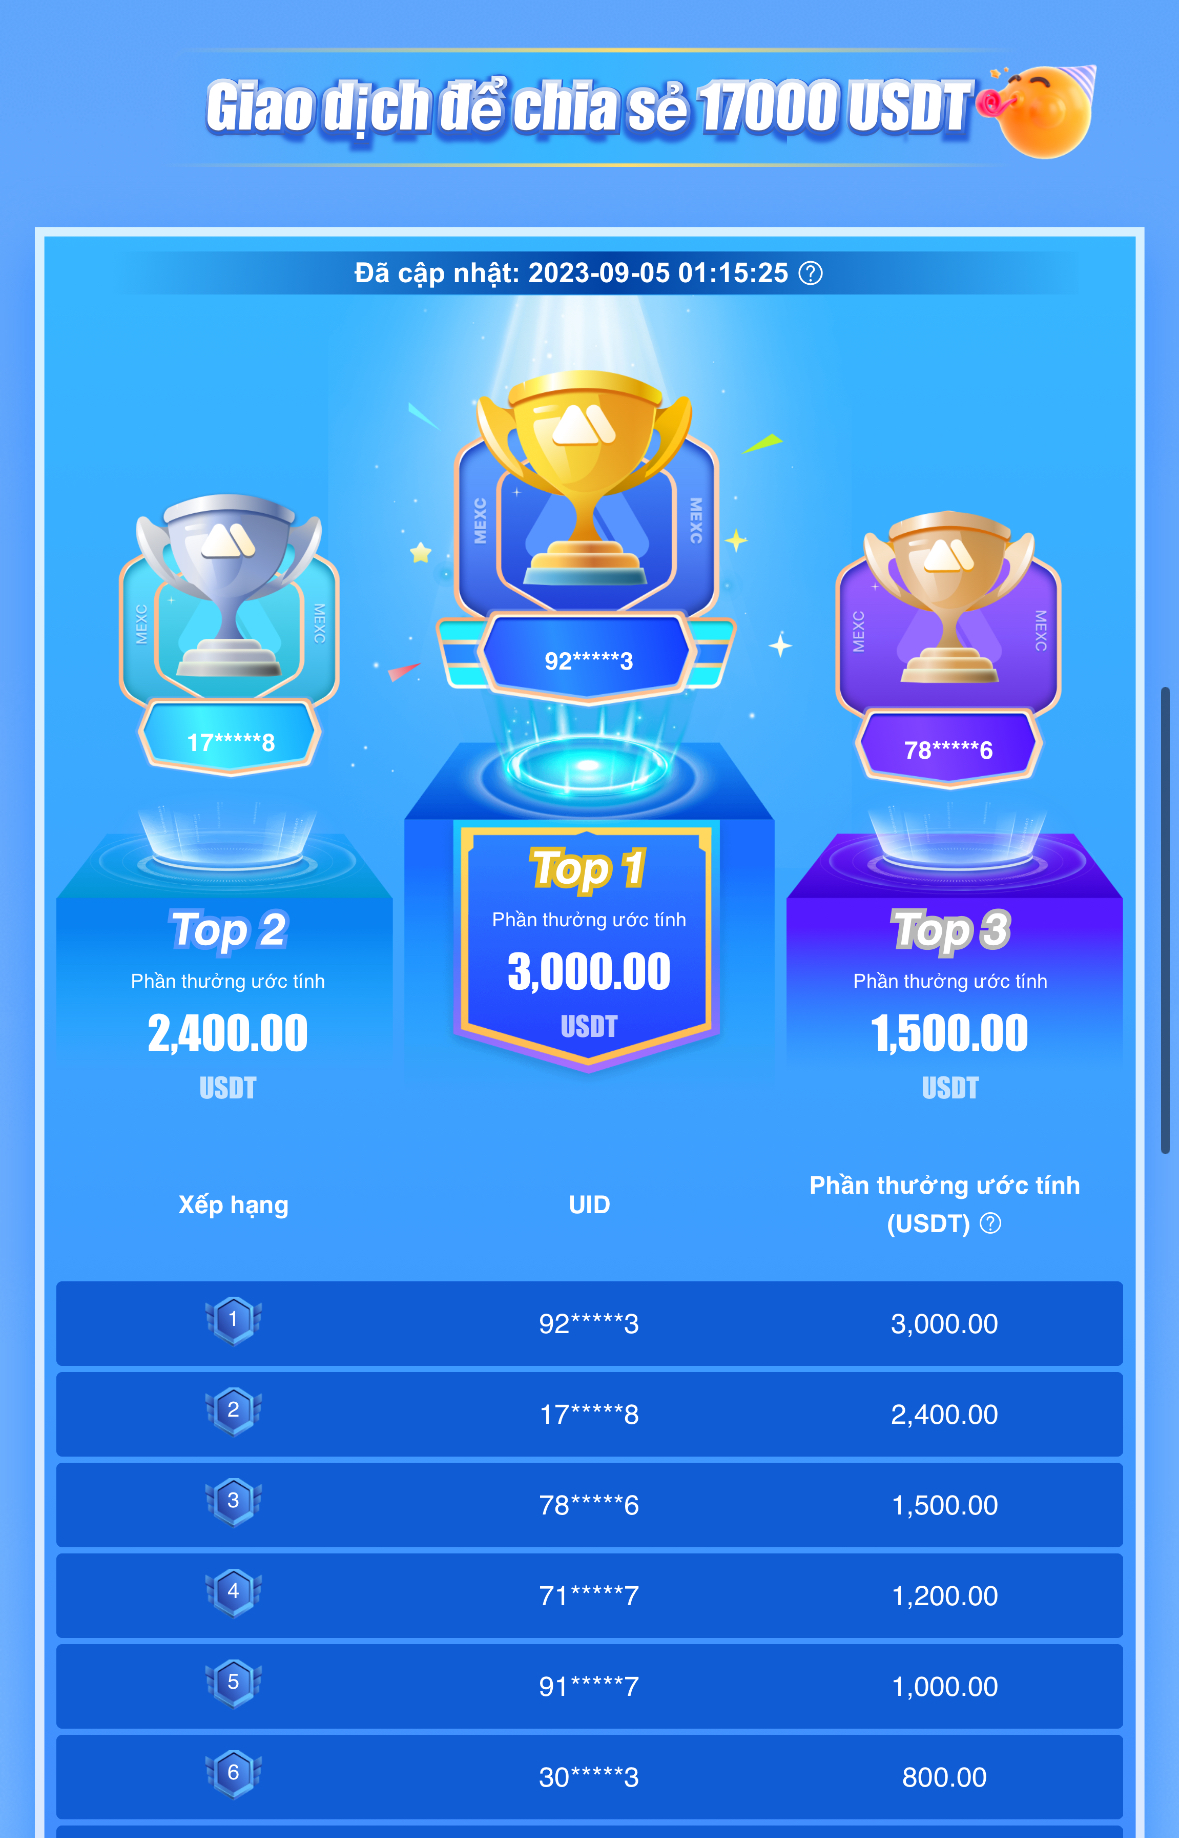 Giao dịch để chia sẻ 17000 USDT
Đã cập nhật: 2023-09-05 01:15:25
MEXC MEXC
92*****3
MEXC MEXC
17*****8
MEXC MEXC
78*****6
Top 1
Phần thưởng ước tính
3,000.00
USDT
Top 2
Phần thưởng ước tính
2,400.00
USDT
Top 3
Phần thưởng ước tính
1,500.00
USDT
Xếp hạng UID Phần thưởng ước tính
(USDT)
1 92*****3 3,000.00
2 17*****8 2,400.00
3 78*****6 1,500.00
4 71*****7 1,200.00
5 91*****7 1,000.00
6 30*****3 800.00